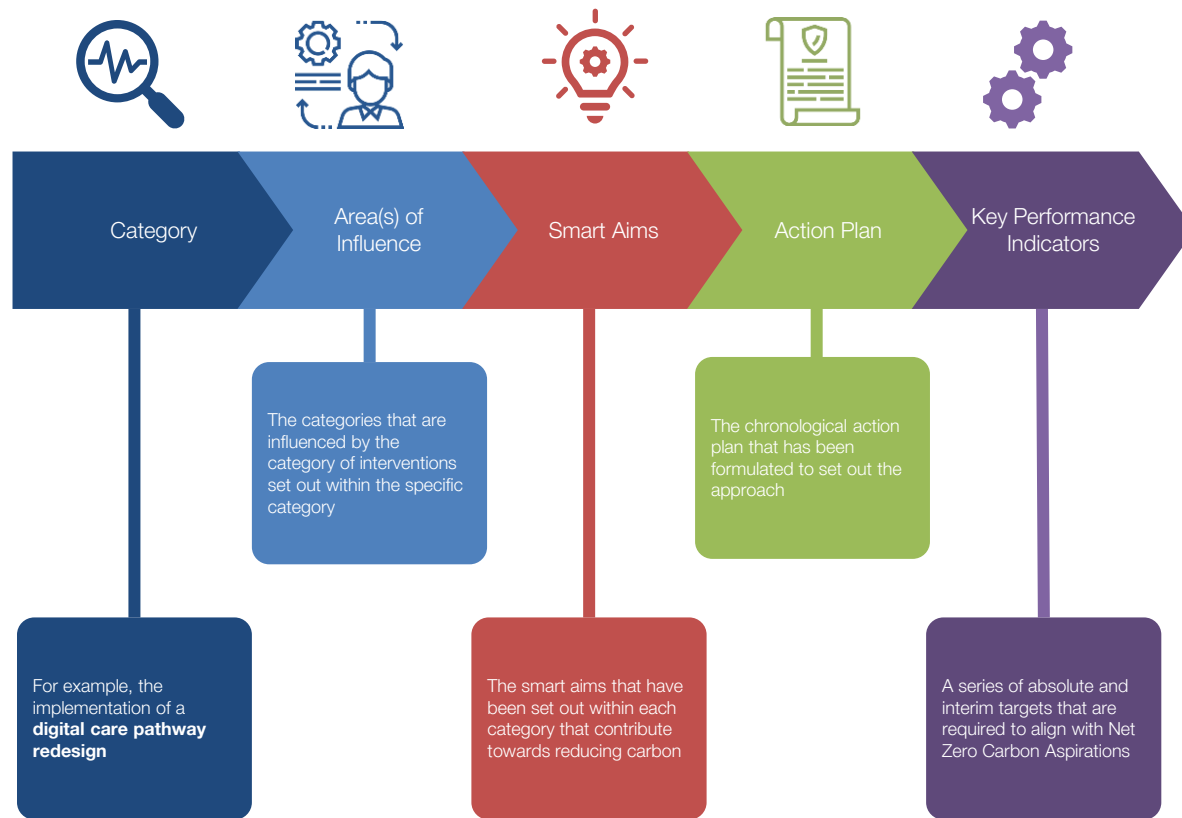 Category
Area(s) of
Influence
Smart Aims
Action Plan
Key Performance
Indicators
The categories that are
influenced by the
category of interventions
set out within the specific
category
The chronological action
plan that has been
formulated to set out the
approach
For example, the
implementation of a
digital care pathway
redesign
The smart aims that have
been set out within each
category that contribute
towards reducing carbon
A series of absolute and
interim targets that are
required to align with Net
Zero Carbon Aspirations